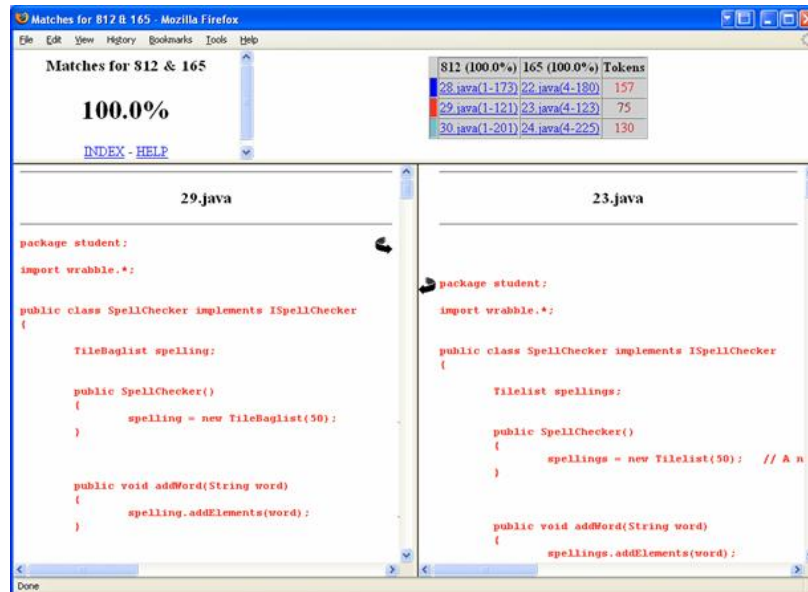 Matches for 812 & 165 - Mozilla Firefox
File Edit View History Bookmarks Tools Help
Matches for 812 & 165
100.0%
INDEX - HELP
812 (100.0%) 165 (100.0%) Tokens
28.java(1-173) 22.java(4-180) 157
29.java(1-121) 23.java(4-123) 75
30.java(1-201) 24.java(4-225) 130
29.java
package student;
import wrabble.*;
public class SpellChecker implements ISpellChecker
{
TileBaglist spelling;
public SpellChecker()
{
spelling = new TileBaglist(50);
}
public void addWord(String word)
{
spelling.addElements(word);
}
23.java
package student;
import wrabble.*;
public class SpellChecker implements ISpellChecker
{
Tilelist spellings;
public SpellChecker()
{
spellings = new Tilelist(50); // A n
}
public void addWord(String word)
{
spellings.addElements(word);
Done